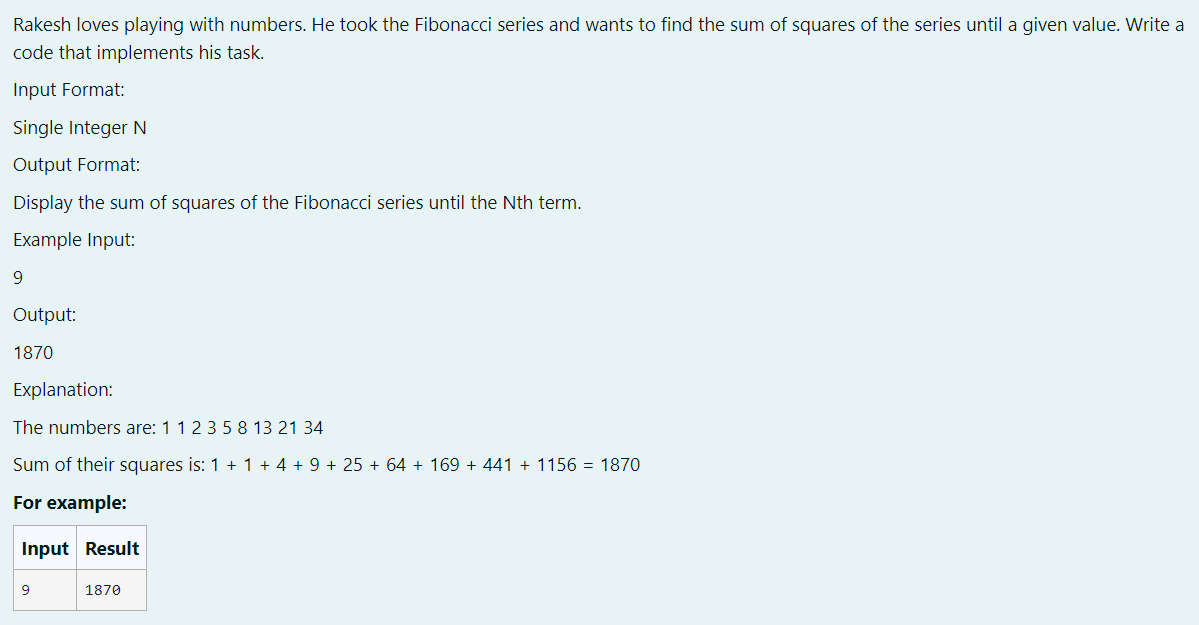 Rakesh loves playing with numbers. He took the Fibonacci series and wants to find the sum of squares of the series until a given value. Write a
code that implements his task.
Input Format:
Single Integer N
Output Format:
Display the sum of squares of the Fibonacci series until the Nth term.
Example Input:
9
Output:
1870
Explanation:
The numbers are: 1 1 2 3 5 8 13 21 34
Sum of their squares is: 1 + 1 + 4 + 9 + 25 + 64 + 169 + 441 + 1156 = 1870
For example:
Input Result
9 1870